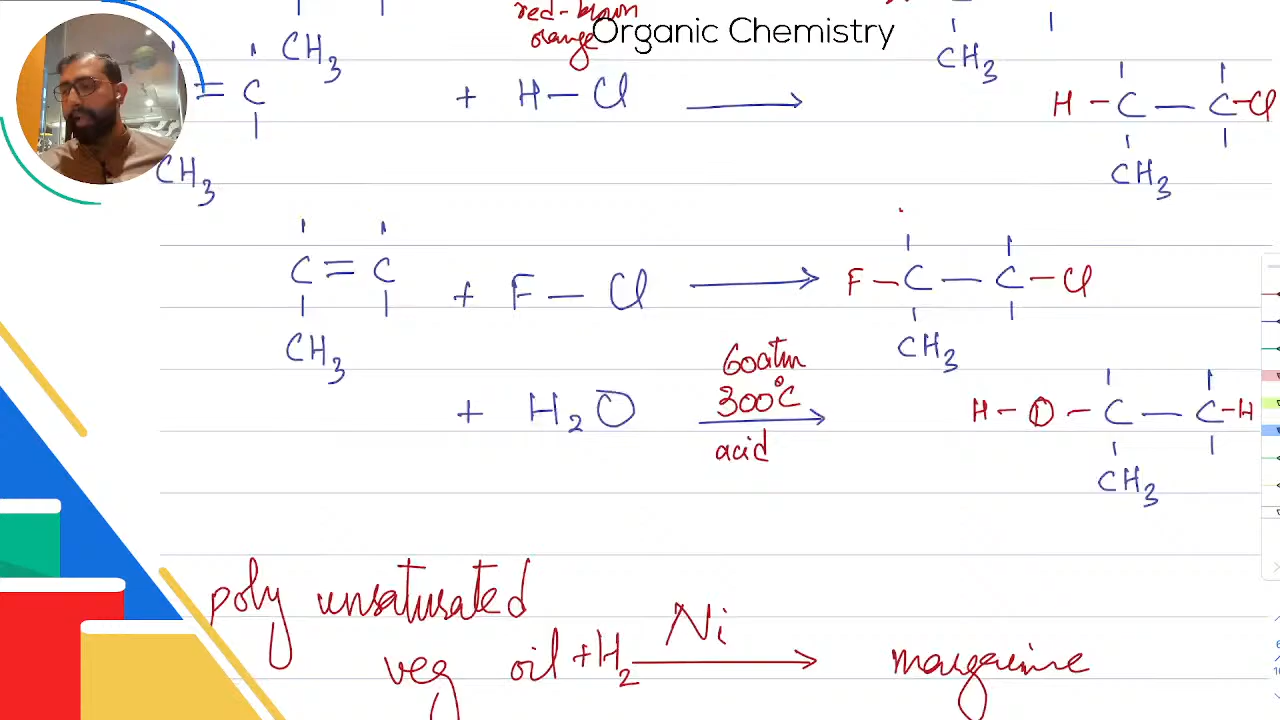 red-brown
orange
Organic Chemistry
CH3
CH3
= C + H — Cl ⟶ H – C — C – Cl
CH3
CH3
C = C + F — Cl ⟶ F – C — C – Cl
CH3
CH3
60atm
300°C
+ H2O ⟶ H – O – C — C – H
acid
CH3
poly unsaturated
veg oil + H2 ⟶ margarine
Ni